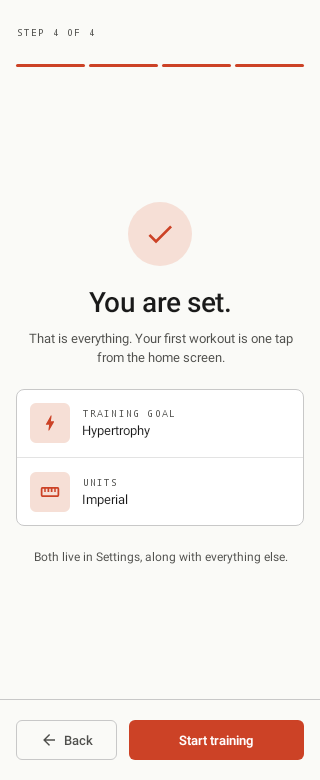 STEP 4 OF 4
You are set.
That is everything. Your first workout is one tap
from the home screen.
TRAINING GOAL
Hypertrophy
UNITS
Imperial
Both live in Settings, along with everything else.
Back
Start training